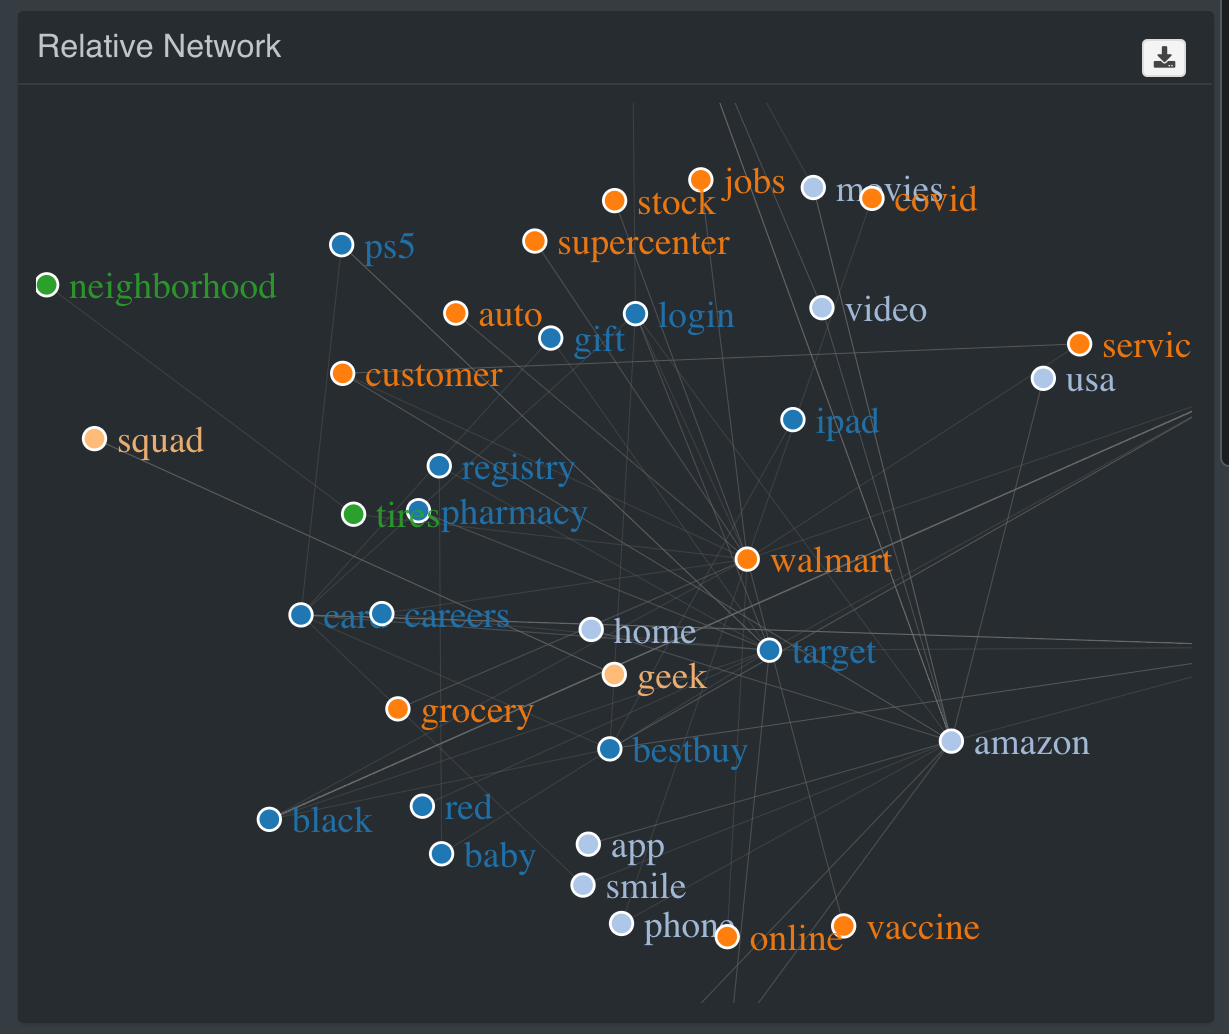 Relative Network
jobs
movies
covid
stock
supercenter
ps5
neighborhood
auto
login
video
gift
servic
customer
usa
ipad
squad
registry
tires
pharmacy
walmart
card
careers
home
target
geek
grocery
amazon
bestbuy
red
black
app
baby
smile
phone
online
vaccine